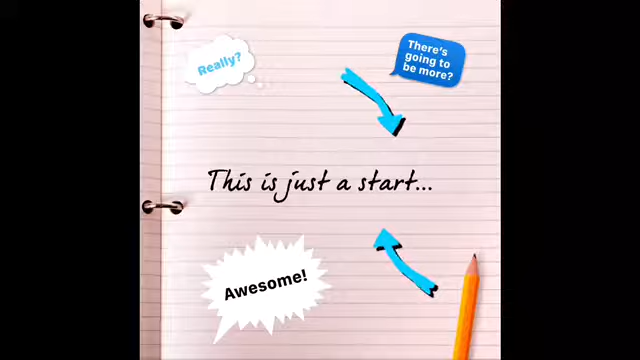 Really?
There's
going to
be more?
This is just a start...
Awesome!